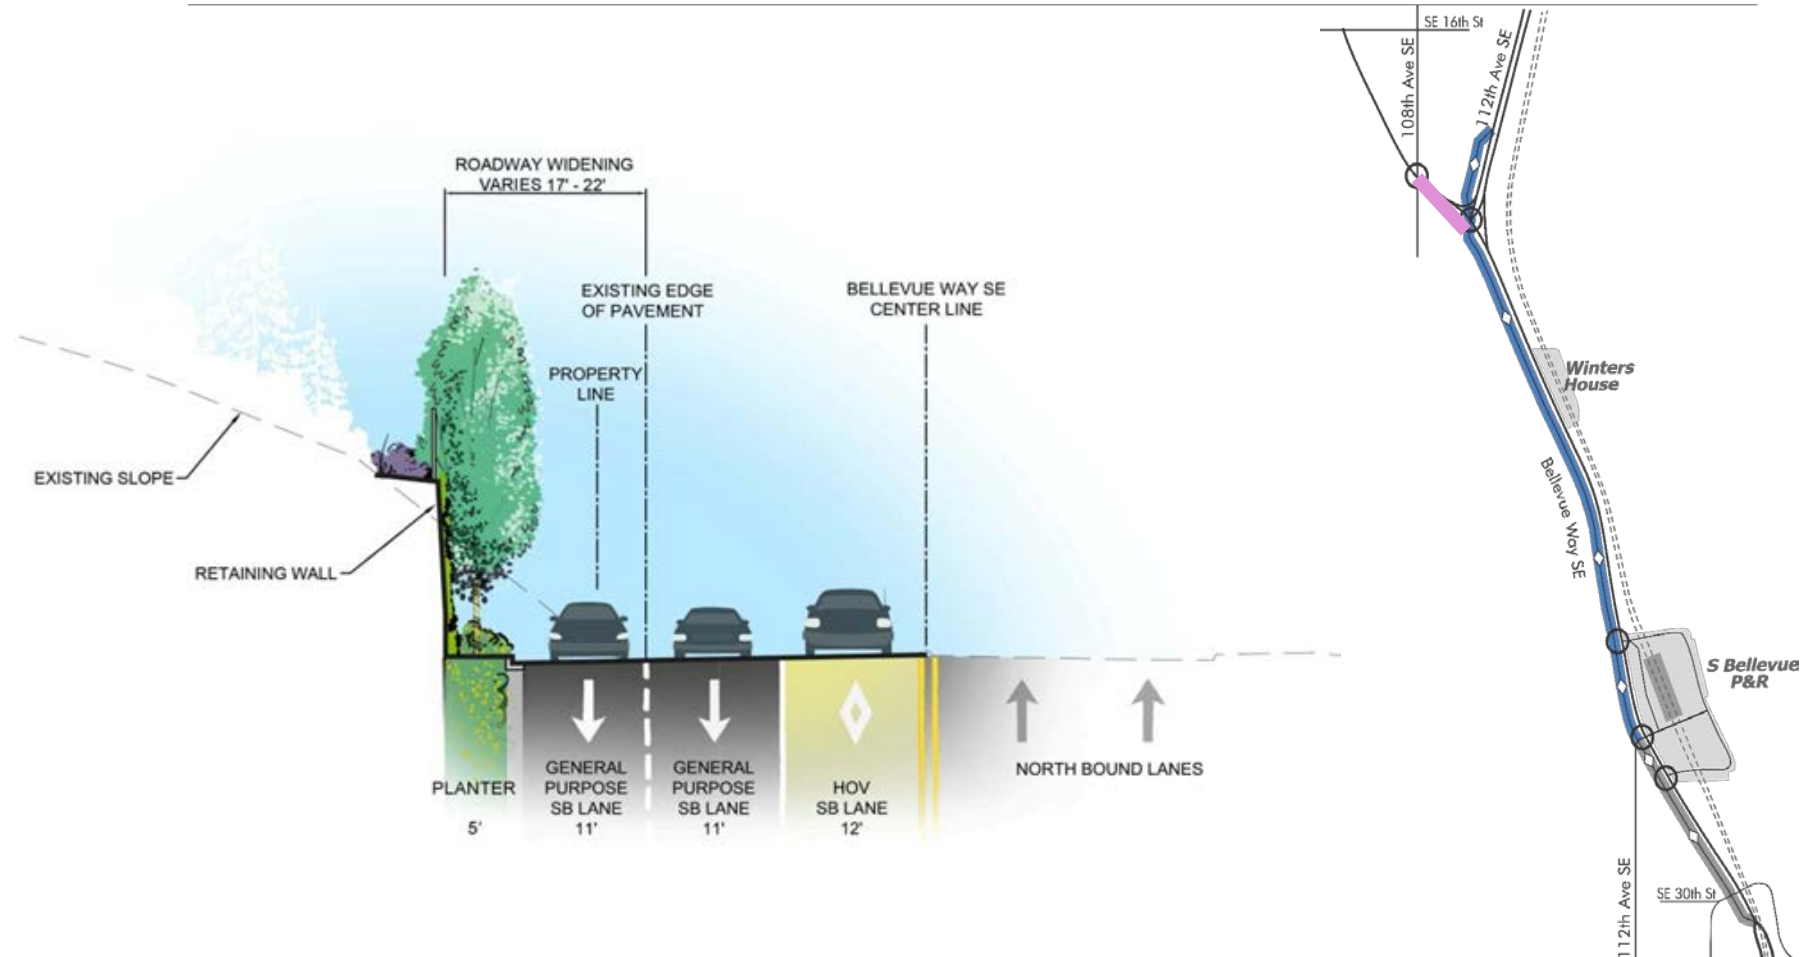 ROADWAY WIDENING
VARIES 17' - 22'
EXISTING EDGE
OF PAVEMENT
BELLEVUE WAY SE
CENTER LINE
PROPERTY
LINE
EXISTING SLOPE
RETAINING WALL
PLANTER
5'
GENERAL
PURPOSE
SB LANE
11'
GENERAL
PURPOSE
SB LANE
11'
HOV
SB LANE
12'
NORTH BOUND LANES
SE 16th St
108th Ave SE
112th Ave SE
Winters
House
Bellevue Way SE
S Bellevue
P&R
SE 30th St
112th Ave SE